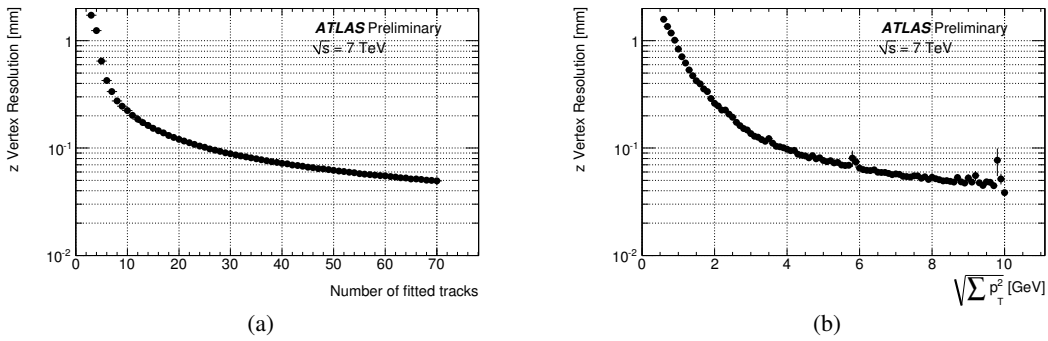 z Vertex Resolution [mm]
1
10⁻¹
10⁻²
ATLAS Preliminary
√s = 7 TeV
0 10 20 30 40 50 60 70
Number of fitted tracks
(a)
z Vertex Resolution [mm]
1
10⁻¹
10⁻²
ATLAS Preliminary
√s = 7 TeV
0 2 4 6 8 10
√∑ p_T^2 [GeV]
(b)